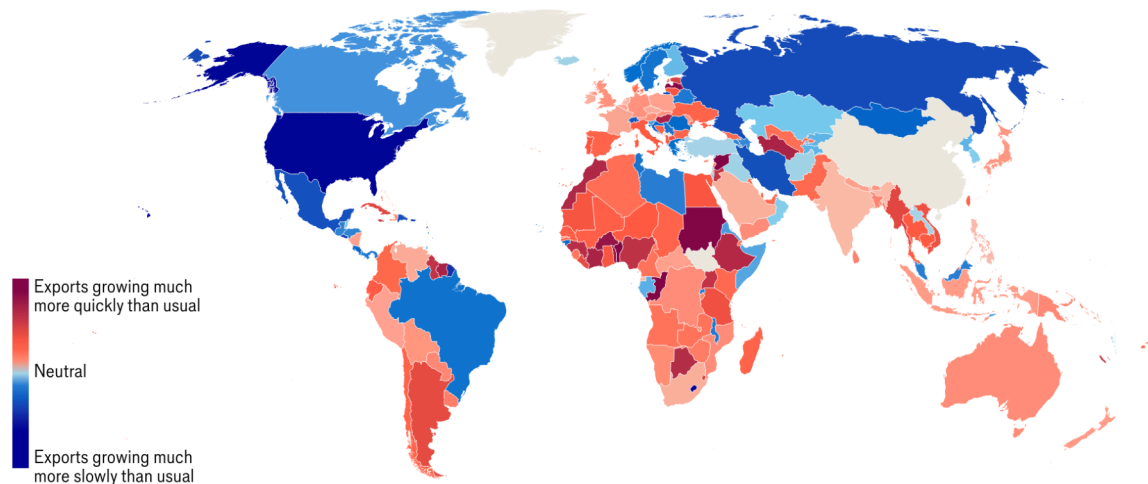 Exports growing much
more quickly than usual
Neutral
Exports growing much
more slowly than usual